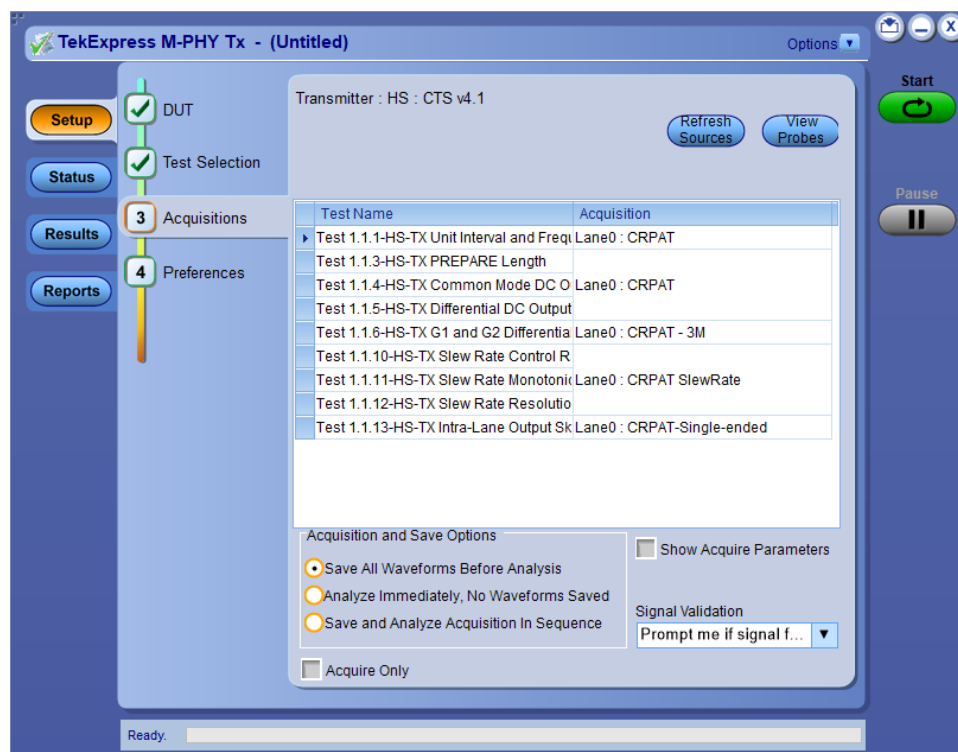 TekExpress M-PHY Tx - (Untitled)
Options
Start
Pause
Setup
Status
Results
Reports
DUT
Test Selection
3 Acquisitions
4 Preferences
Transmitter : HS : CTS v4.1
Refresh Sources
View Probes
Test Name Acquisition
Test 1.1.1-HS-TX Unit Interval and Frequ Lane0 : CRPAT
Test 1.1.3-HS-TX PREPARE Length
Test 1.1.4-HS-TX Common Mode DC O Lane0 : CRPAT
Test 1.1.5-HS-TX Differential DC Output
Test 1.1.6-HS-TX G1 and G2 Differentia Lane0 : CRPAT - 3M
Test 1.1.10-HS-TX Slew Rate Control R
Test 1.1.11-HS-TX Slew Rate Monotonic Lane0 : CRPAT SlewRate
Test 1.1.12-HS-TX Slew Rate Resolutio
Test 1.1.13-HS-TX Intra-Lane Output Sk Lane0 : CRPAT-Single-ended
Acquisition and Save Options
Save All Waveforms Before Analysis
Analyze Immediately, No Waveforms Saved
Save and Analyze Acquisition In Sequence
Show Acquire Parameters
Signal Validation
Prompt me if signal f...
Acquire Only
Ready.